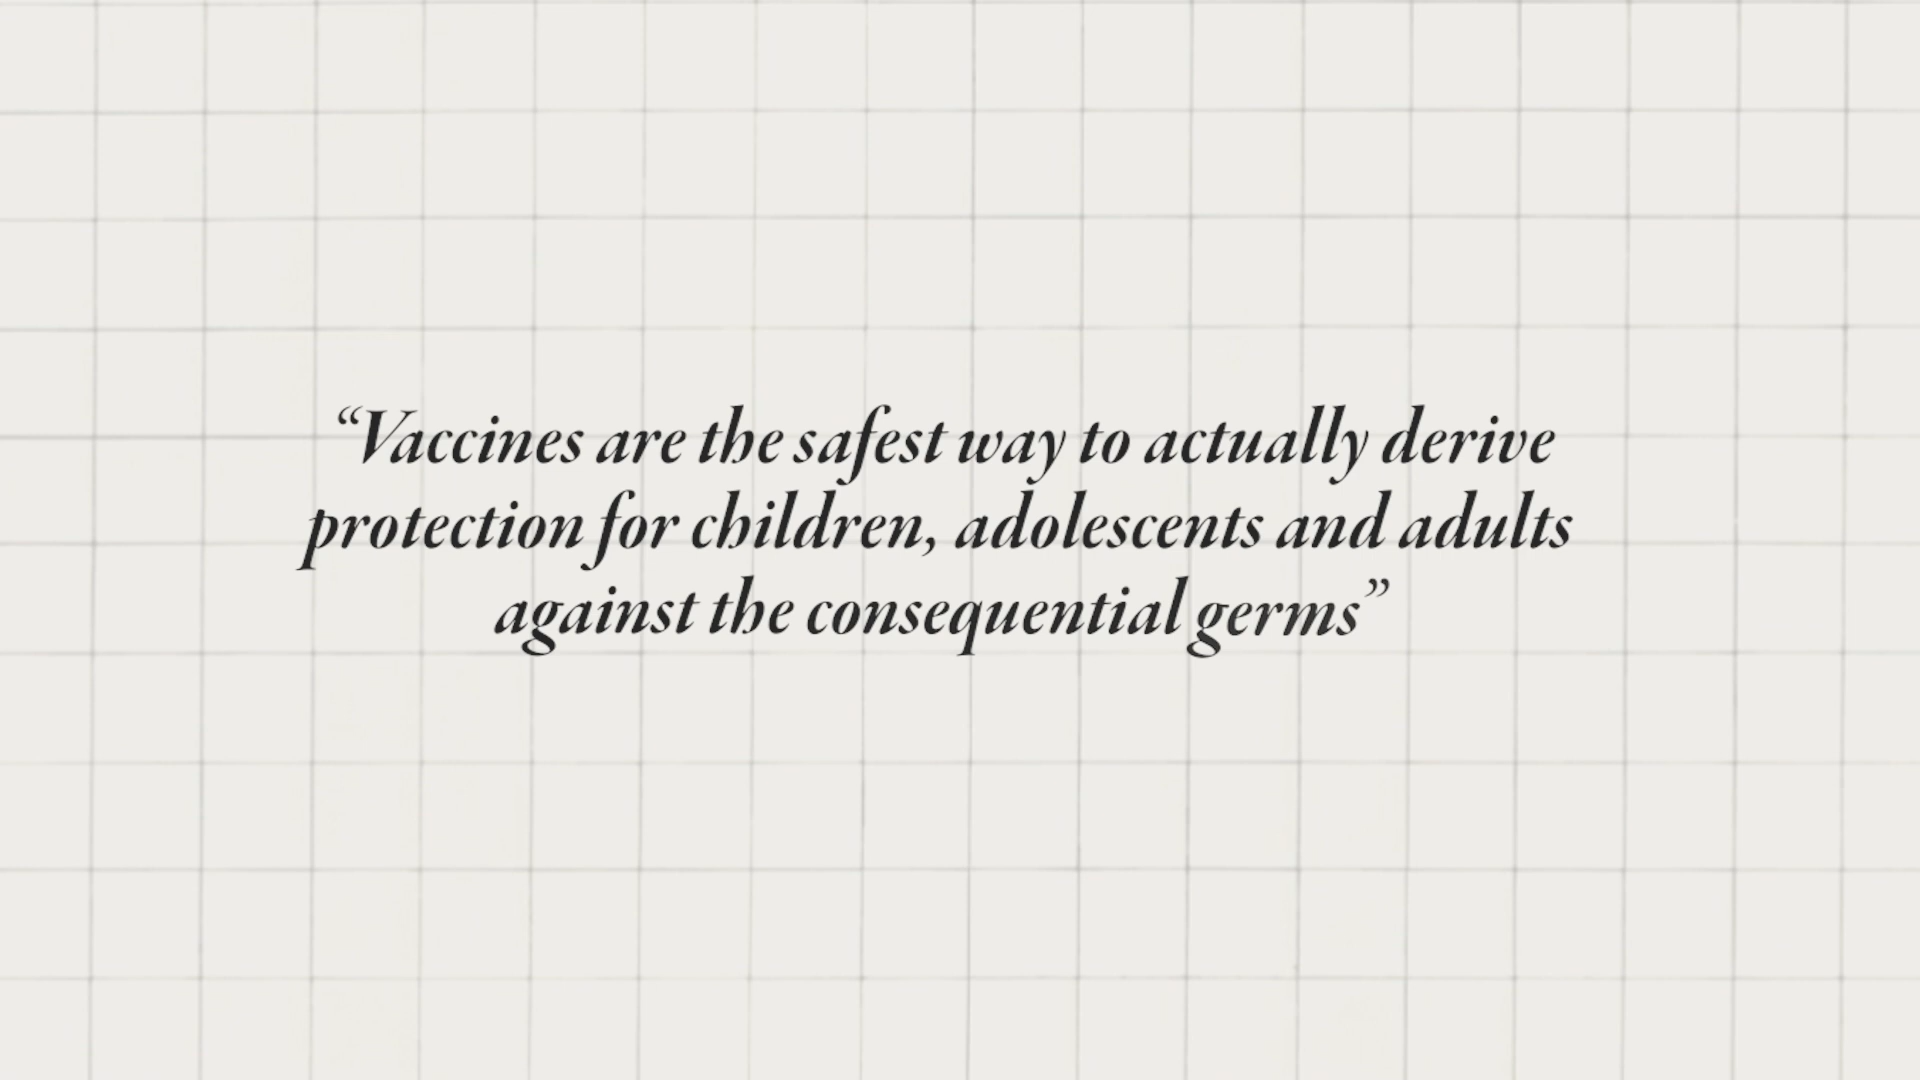 “Vaccines are the safest way to actually derive
protection for children, adolescents and adults
against the consequential germs”